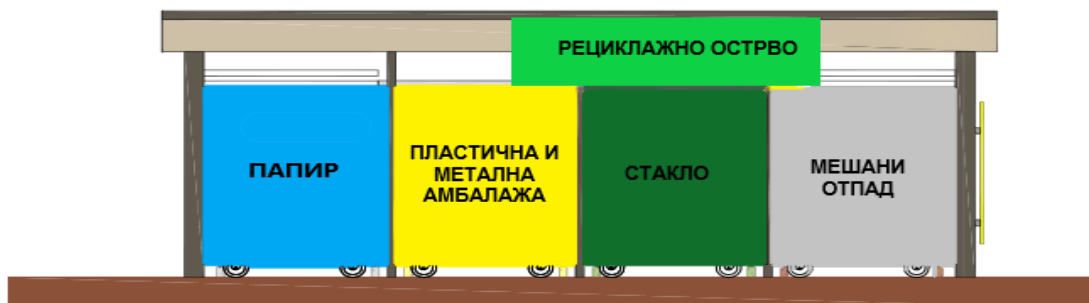 РЕЦИКЛАЖНО ОСТРВО
ПАПИР
ПЛАСТИЧНА И
МЕТАЛНА
АМБАЛАЖА
СТАКЛО
МЕШАНИ
ОТПАД